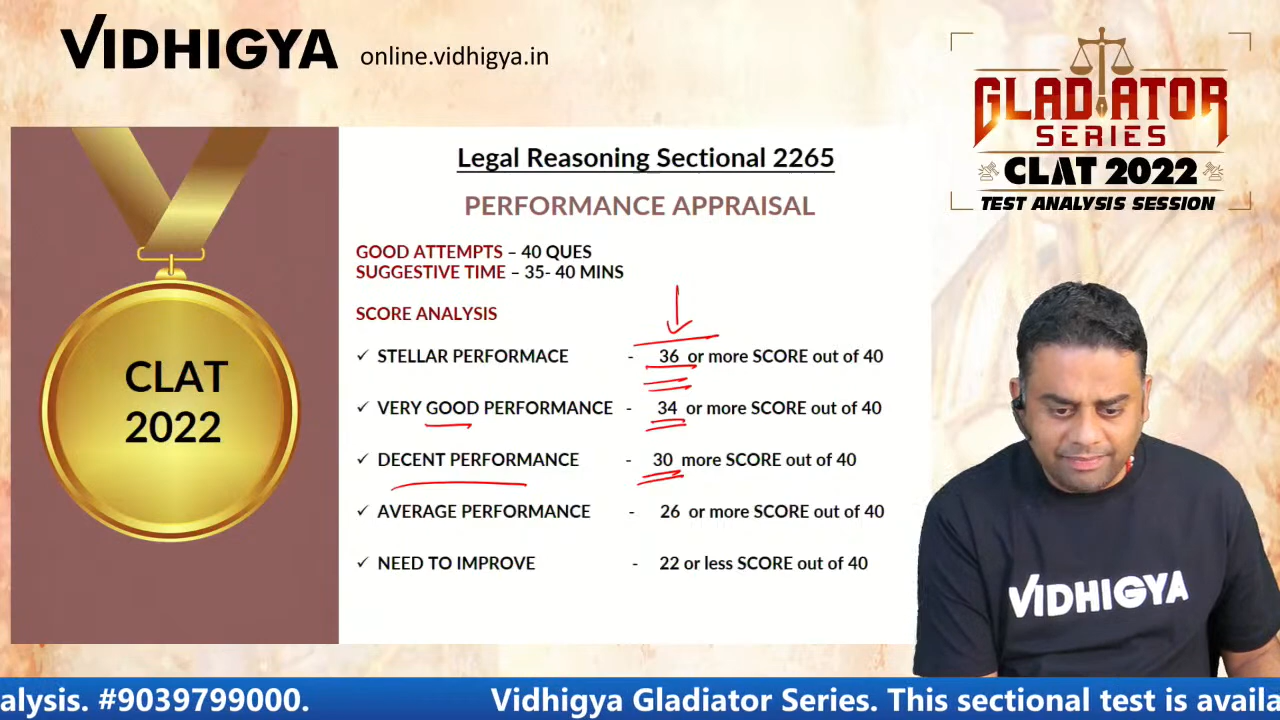 VIDHIGYA online.vidhigya.in
GLADIATOR
SERIES
CLAT 2022
TEST ANALYSIS SESSION
Legal Reasoning Sectional 2265
PERFORMANCE APPRAISAL
GOOD ATTEMPTS – 40 QUES
SUGGESTIVE TIME – 35- 40 MINS
SCORE ANALYSIS
✓ STELLAR PERFORMACE - 36 or more SCORE out of 40
✓ VERY GOOD PERFORMANCE - 34 or more SCORE out of 40
✓ DECENT PERFORMANCE - 30 more SCORE out of 40
✓ AVERAGE PERFORMANCE - 26 or more SCORE out of 40
✓ NEED TO IMPROVE - 22 or less SCORE out of 40
CLAT
2022
VIDHIGYA
alysis. #9039799000. Vidhigya Gladiator Series. This sectional test is availa